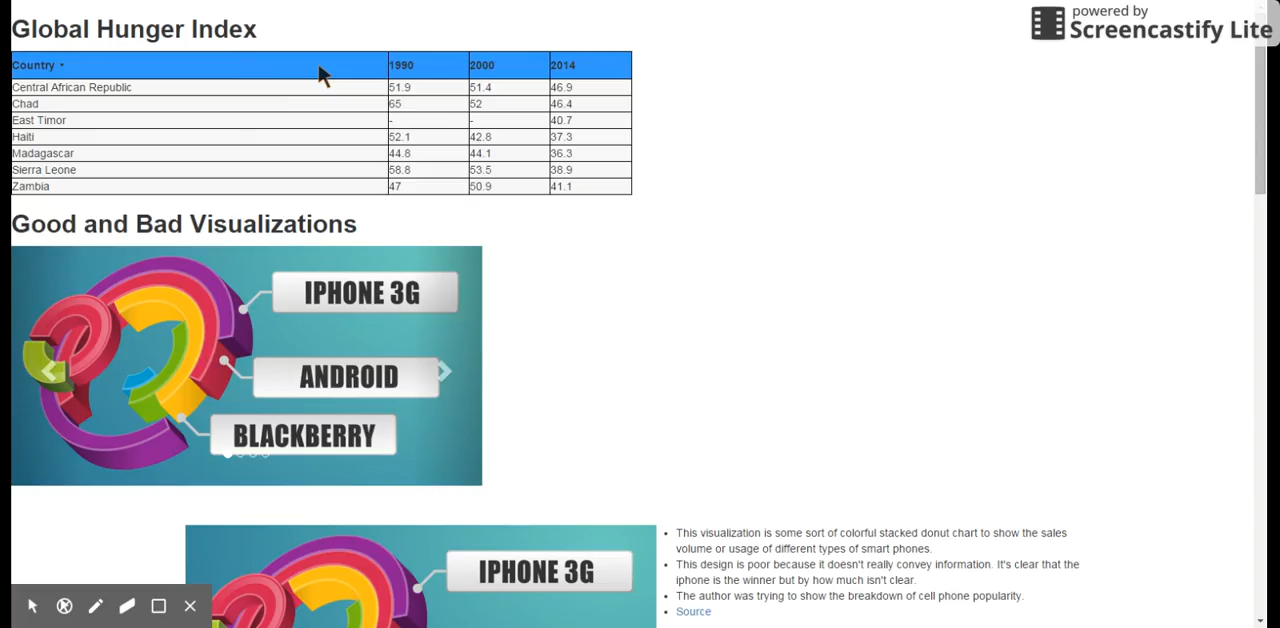 Global Hunger Index
powered by
Screencastify Lite
Country 1990 2000 2014
Central African Republic 51.9 51.4 46.9
Chad 65 52 46.4
East Timor - - 40.7
Haiti 52.1 42.8 37.3
Madagascar 44.8 44.1 36.3
Sierra Leone 58.8 53.5 38.9
Zambia 47 50.9 41.1
Good and Bad Visualizations
IPHONE 3G
ANDROID
BLACKBERRY
IPHONE 3G
• This visualization is some sort of colorful stacked donut chart to show the sales
volume or usage of different types of smart phones.
• This design is poor because it doesn't really convey information. It's clear that the
iphone is the winner but by how much isn't clear.
• The author was trying to show the breakdown of cell phone popularity.
• Source